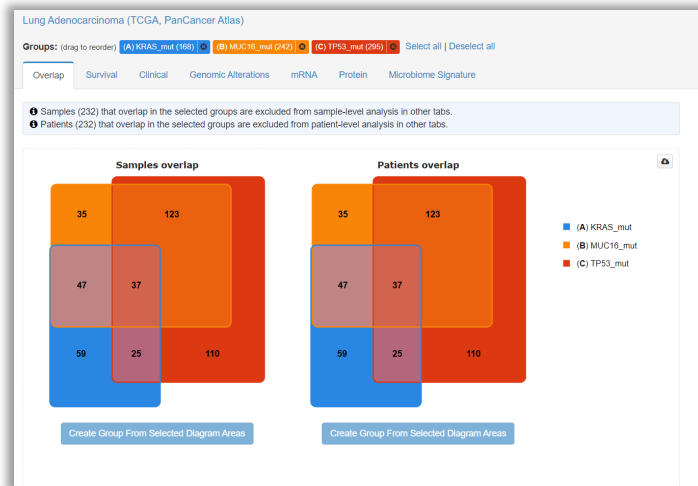 Lung Adenocarcinoma (TCGA, PanCancer Atlas)
Groups: (drag to reorder) (A) KRAS_mut (168) (B) MUC16_mut (242) (C) TP53_mut (295) Select all | Deselect all
Overlap Survival Clinical Genomic Alterations mRNA Protein Microbiome Signature
Samples (232) that overlap in the selected groups are excluded from sample-level analysis in other tabs.
Patients (232) that overlap in the selected groups are excluded from patient-level analysis in other tabs.
Samples overlap
35 123
47 37
59 25 110
Create Group From Selected Diagram Areas
Patients overlap
35 123
47 37
59 25 110
Create Group From Selected Diagram Areas
(A) KRAS_mut
(B) MUC16_mut
(C) TP53_mut